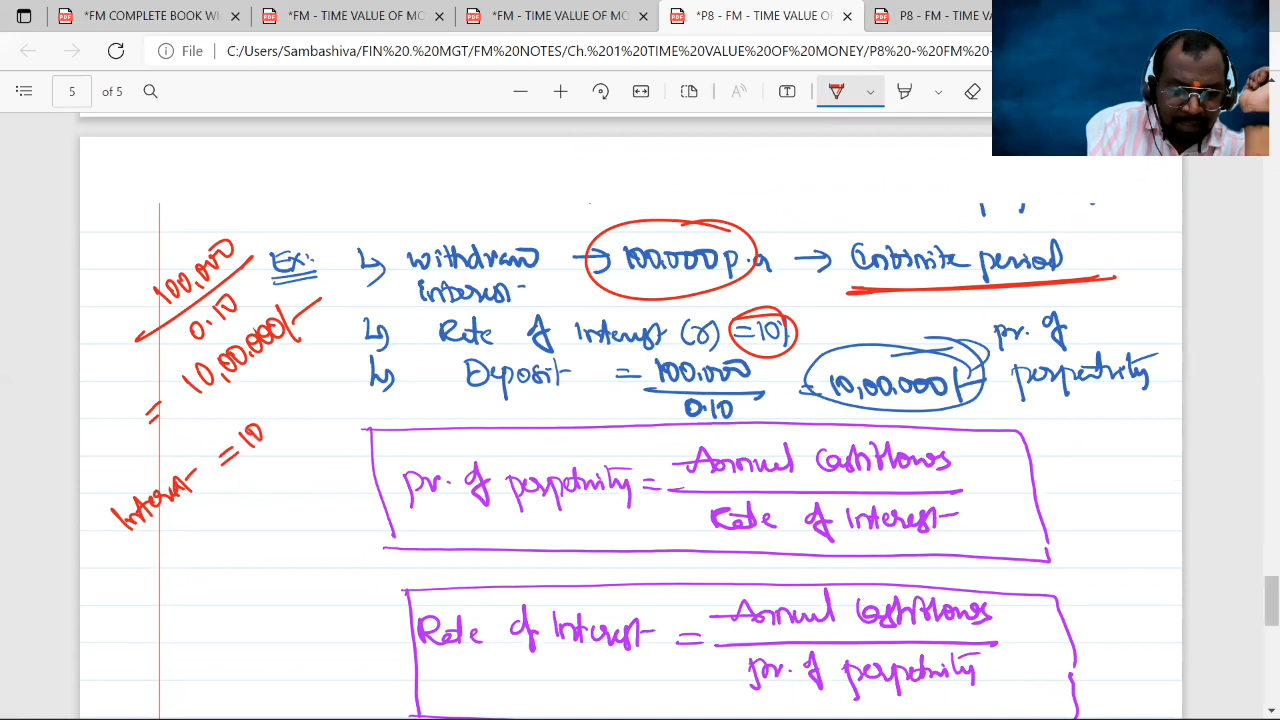 *FM COMPLETE BOOK WI
*FM - TIME VALUE OF MO
*FM - TIME VALUE OF MO
*P8 - FM - TIME VALUE OF
P8 - FM - TIME VALUE OF
File
C:/Users/Sambashiva/FIN%20.%20MGT/FM%20NOTES/Ch.%201%20TIME%20VALUE%20OF%20MONEY/P8%20-%20FM%20-
5 of 5
Ex:
withdraw → 100,000 p.a → Infinite period
interest
Rate of Interest (r) = 10%
Deposit = 100,000 / 0.10 = 10,00,000/-
pr. of
perpetuity
100,000
0.10
= 10,00,000/-
Interest = 10
pr. of perpetuity = Annual Cashflows
Rate of Interest
Rate of Interest = Annual Cashflows
pr. of perpetuity